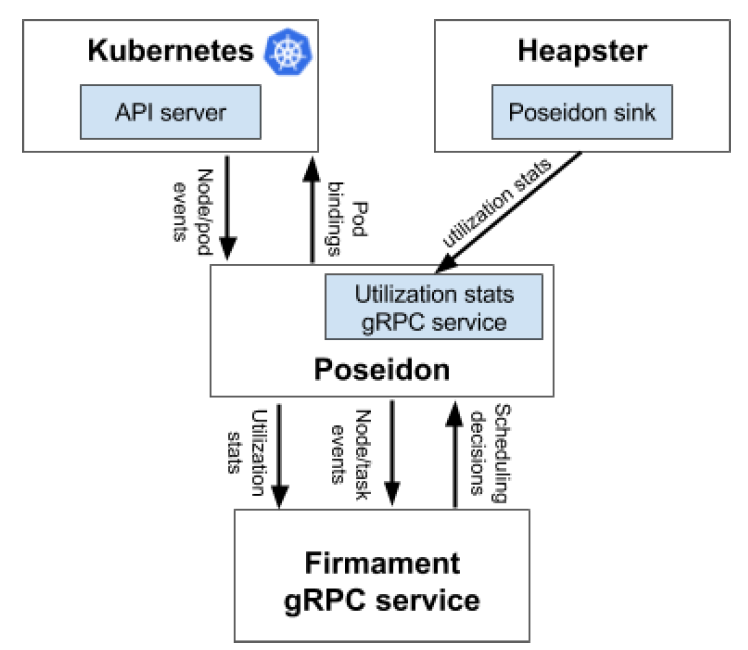 Kubernetes
API server
Heapster
Poseidon sink
Node/pod
events
Pod
bindings
utilization stats
Utilization stats
gRPC service
Poseidon
Utilization
stats
Node/task
events
Scheduling
decisions
Firmament
gRPC service